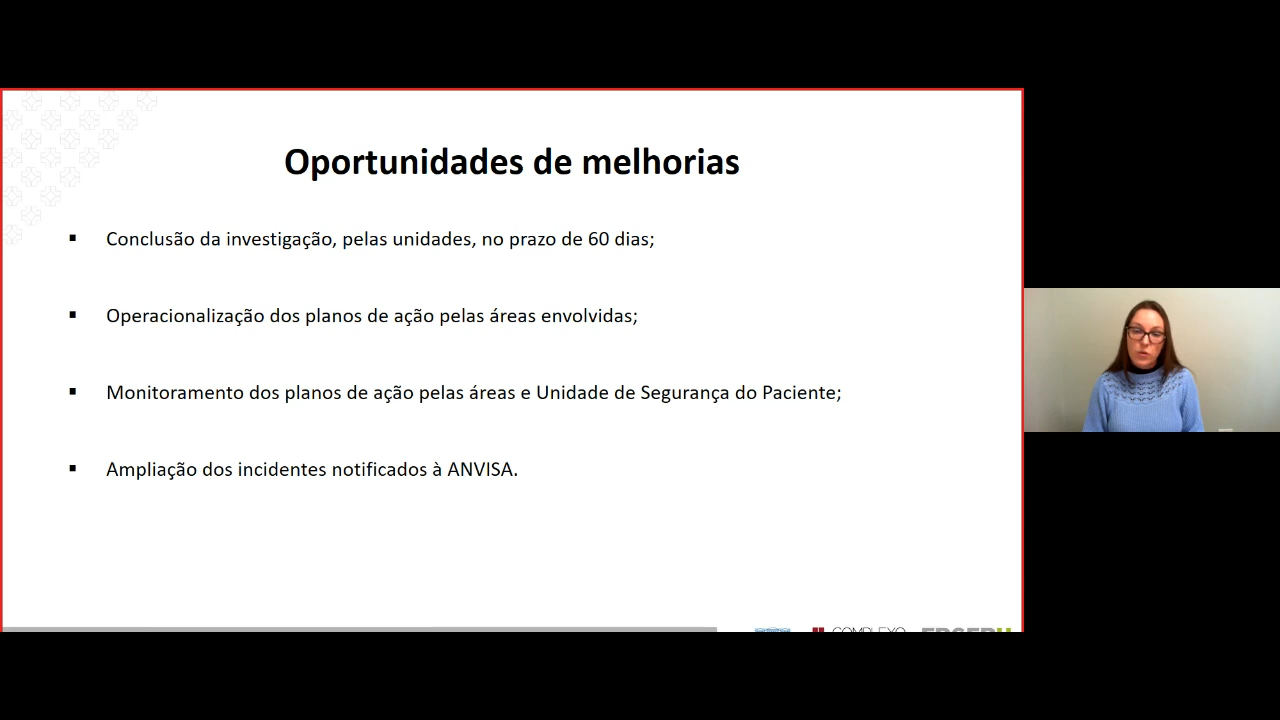 Oportunidades de melhorias
▪ Conclusão da investigação, pelas unidades, no prazo de 60 dias;
▪ Operacionalização dos planos de ação pelas áreas envolvidas;
▪ Monitoramento dos planos de ação pelas áreas e Unidade de Segurança do Paciente;
▪ Ampliação dos incidentes notificados à ANVISA.
COMPLEXO
EBSERH